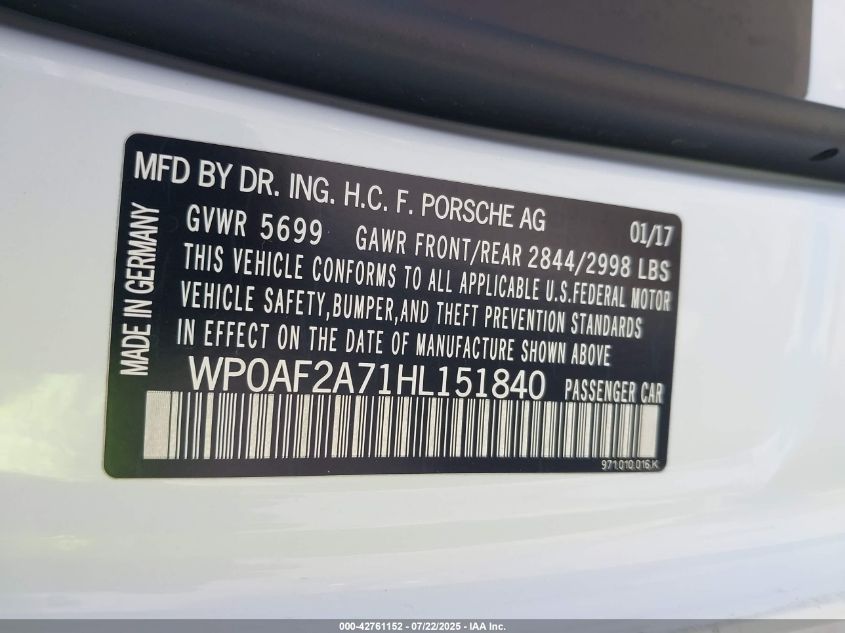 MFD BY DR. ING. H.C. F. PORSCHE AG 01/17
GVWR 5699 GAWR FRONT/REAR 2844/2998 LBS
THIS VEHICLE CONFORMS TO ALL APPLICABLE U.S.FEDERAL MOTOR
VEHICLE SAFETY,BUMPER,AND THEFT PREVENTION STANDARDS
IN EFFECT ON THE DATE OF MANUFACTURE SHOWN ABOVE
WP0AF2A71HL151840 PASSENGER CAR
971.010.016.K
MADE IN GERMANY
000-42761152 - 07/22/2025 - IAA Inc.